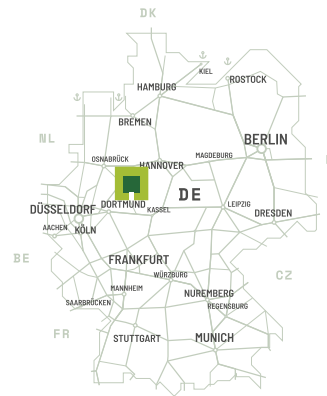 DK
KIEL
ROSTOCK
HAMBURG
BREMEN
NL
BERLIN
OSNABRÜCK
HANNOVER
MAGDEBURG
DE
DORTMUND
KASSEL
LEIPZIG
DÜSSELDORF
DRESDEN
AACHEN
KÖLN
BE
FRANKFURT
WÜRZBURG
CZ
MANNHEIM
NUREMBERG
SAARBRÜCKEN
REGENSBURG
FR
STUTTGART
MUNICH